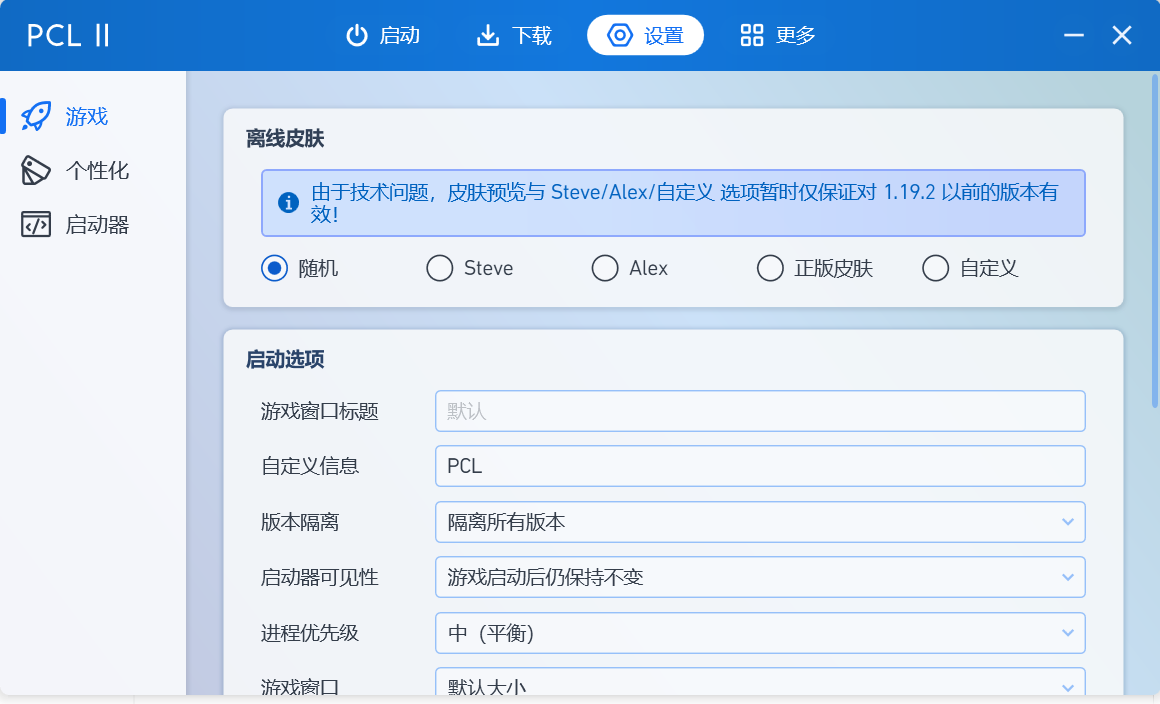 PCL II
启动
下载
设置
更多
游戏
个性化
启动器
离线皮肤
由于技术问题，皮肤预览与 Steve/Alex/自定义 选项暂时仅保证对 1.19.2 以前的版本有
效！
随机
Steve
Alex
正版皮肤
自定义
启动选项
游戏窗口标题
默认
自定义信息
PCL
版本隔离
隔离所有版本
启动器可见性
游戏启动后仍保持不变
进程优先级
中（平衡）
游戏窗口
默认大小